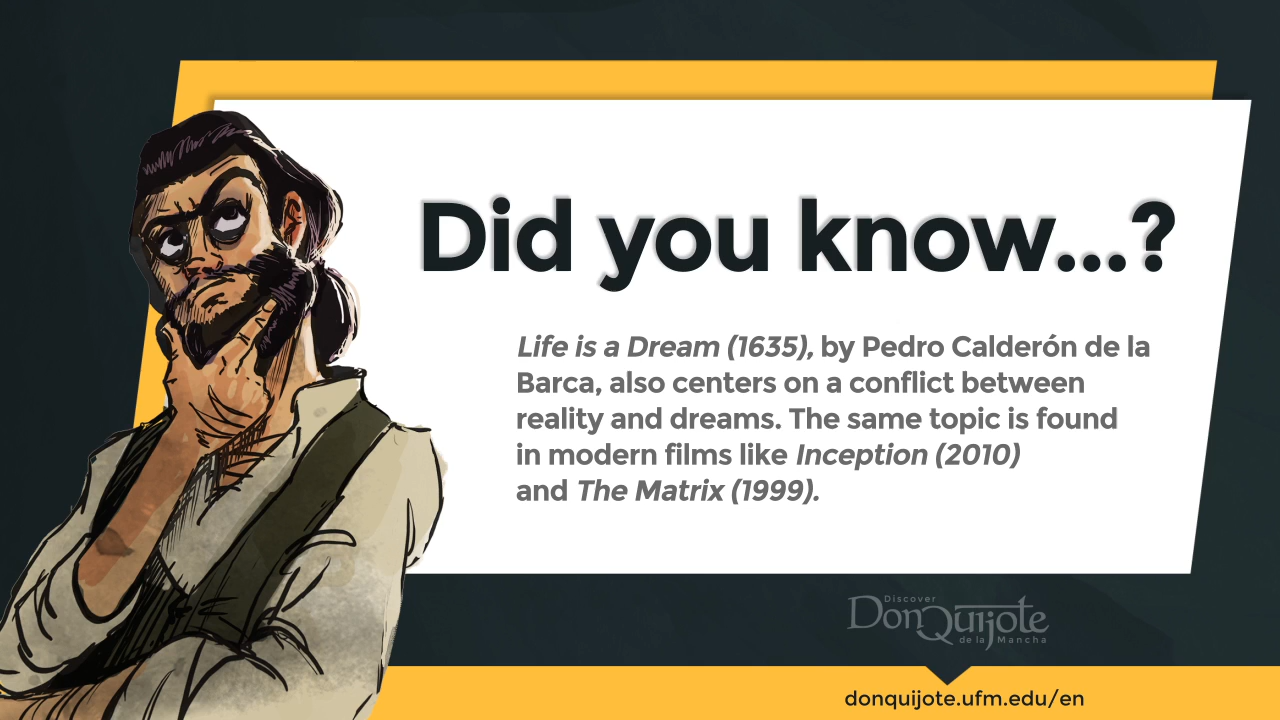 Did you know...?
Life is a Dream (1635), by Pedro Calderón de la
Barca, also centers on a conflict between
reality and dreams. The same topic is found
in modern films like Inception (2010)
and The Matrix (1999).
Discover
DonQuijote
de la Mancha
donquijote.ufm.edu/en